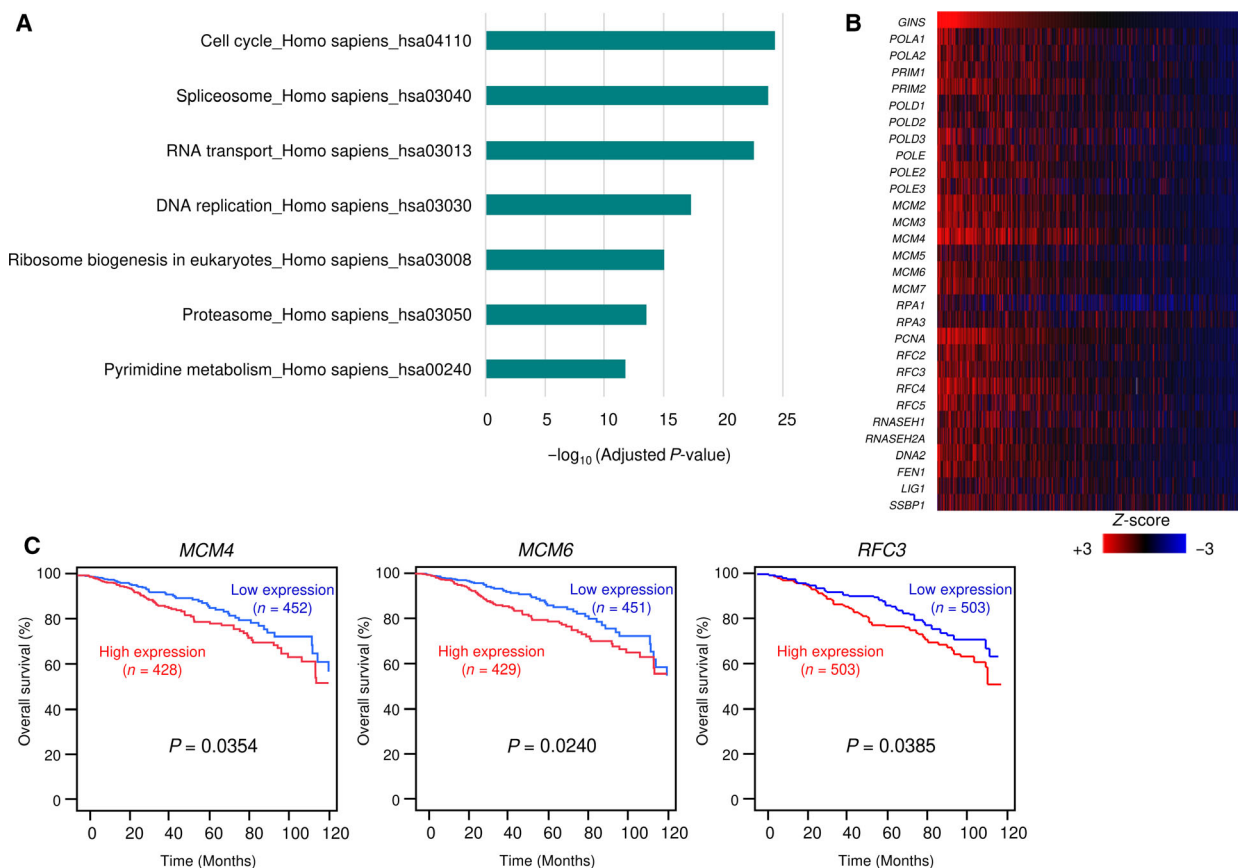 A
Cell cycle_Homo sapiens_hsa04110
Spliceosome_Homo sapiens_hsa03040
RNA transport_Homo sapiens_hsa03013
DNA replication_Homo sapiens_hsa03030
Ribosome biogenesis in eukaryotes_Homo sapiens_hsa03008
Proteasome_Homo sapiens_hsa03050
Pyrimidine metabolism_Homo sapiens_hsa00240
0 5 10 15 20 25
−log10 (Adjusted P-value)
B
GINS
POLA1
POLA2
PRIM1
PRIM2
POLD1
POLD2
POLD3
POLE
POLE2
POLE3
MCM2
MCM3
MCM4
MCM5
MCM6
MCM7
RPA1
RPA3
PCNA
RFC2
RFC3
RFC4
RFC5
RNASEH1
RNASEH2A
DNA2
FEN1
LIG1
SSBP1
Z-score
+3 −3
C
MCM4
Overall survival (%)
100
80
60
40
20
0
Low expression
(n = 452)
High expression
(n = 428)
P = 0.0354
0 20 40 60 80 100 120
Time (Months)
MCM6
Overall survival (%)
100
80
60
40
20
0
Low expression
(n = 451)
High expression
(n = 429)
P = 0.0240
0 20 40 60 80 100 120
Time (Months)
RFC3
Overall survival (%)
100
80
60
40
20
0
Low expression
(n = 503)
High expression
(n = 503)
P = 0.0385
0 20 40 60 80 100 120
Time (Months)